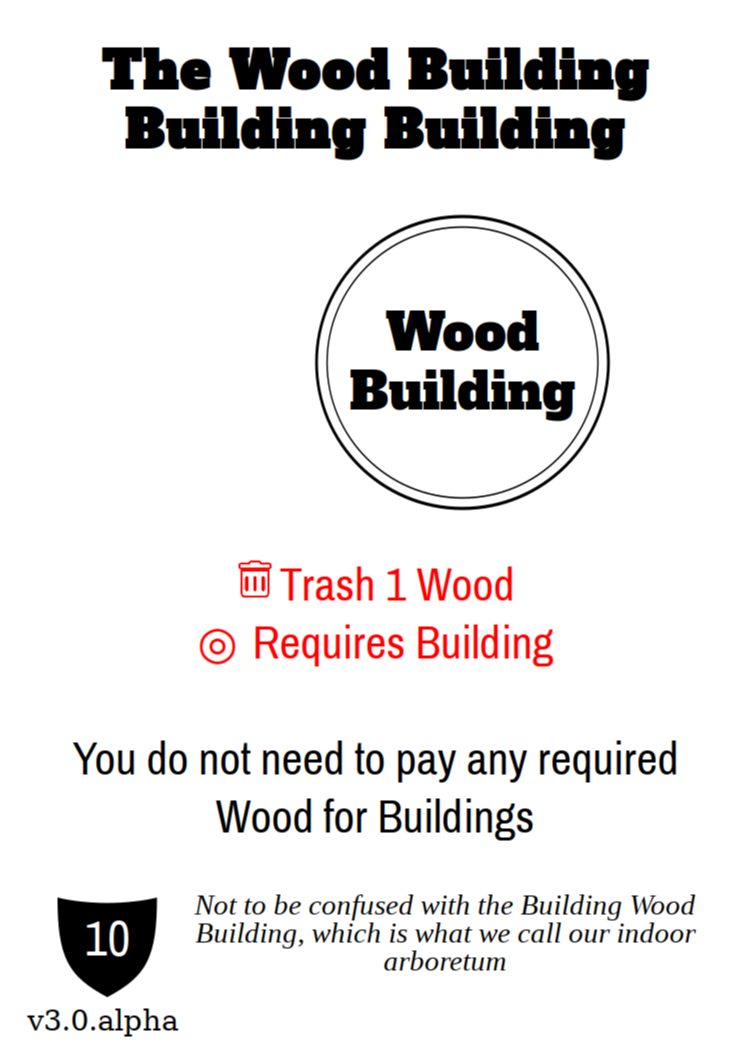 The Wood Building
Building Building
Wood
Building
Trash 1 Wood
◎ Requires Building
You do not need to pay any required
Wood for Buildings
10
Not to be confused with the Building Wood
Building, which is what we call our indoor
arboretum
v3.0.alpha